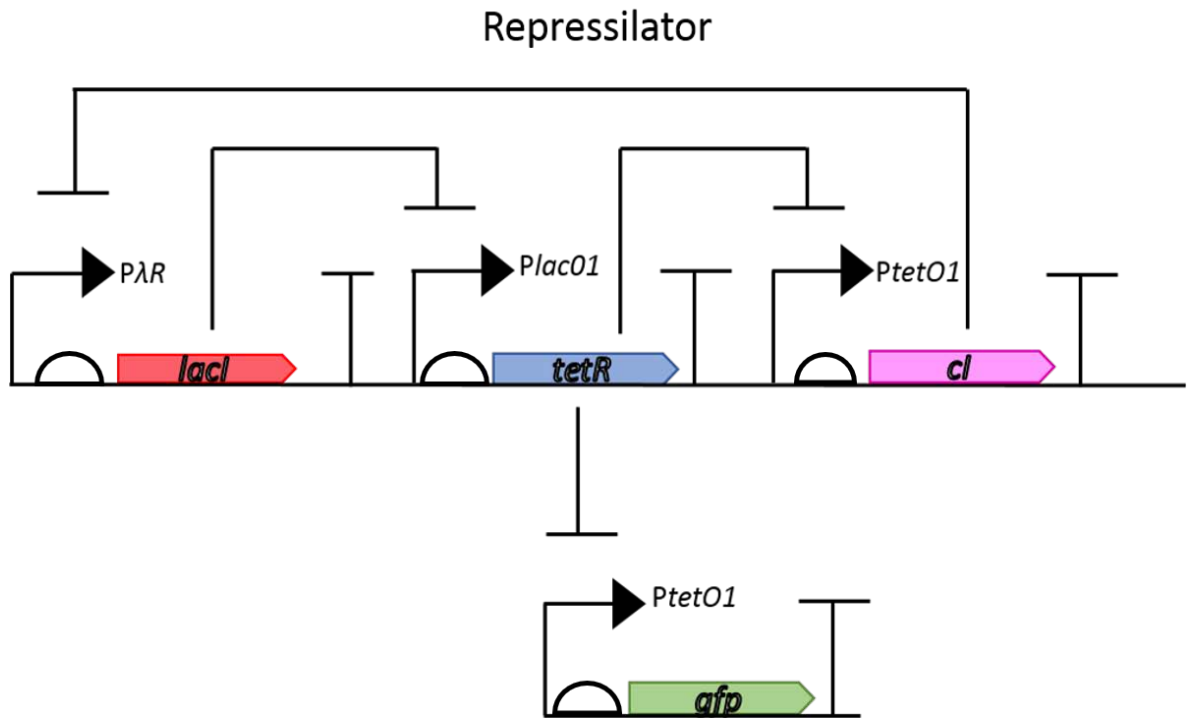 Repressilator
PλR
Plac01
PtetO1
lacI
tetR
cI
PtetO1
gfp